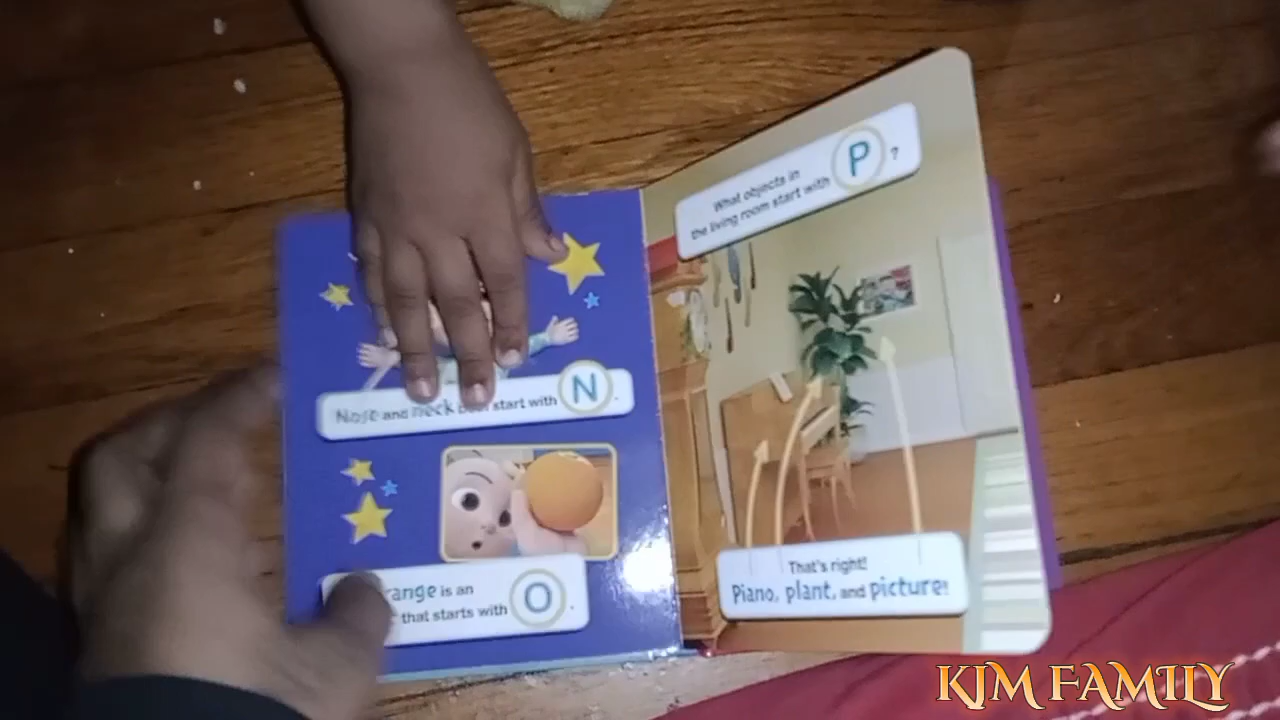 Nose and neck start with N.
range is an
that starts with O.
What objects in
the living room start with P?
That's right!
Piano, plant, and picture!
KIM FAMILY